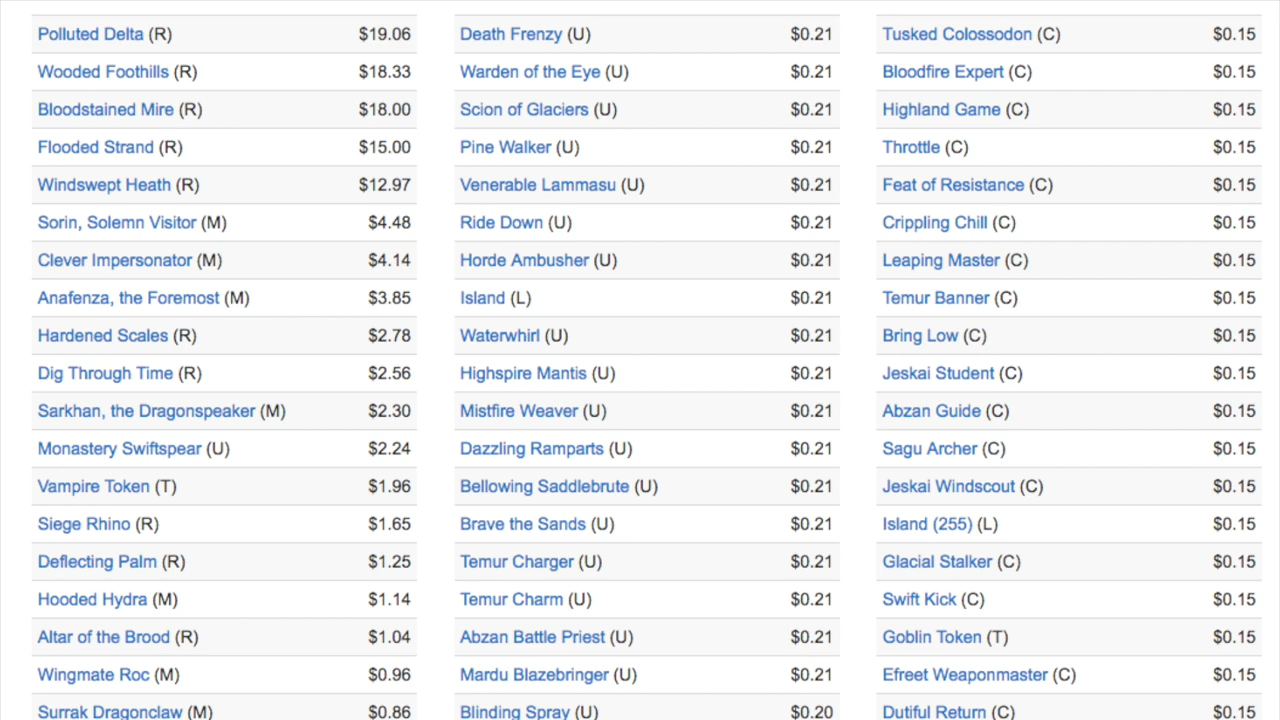 Polluted Delta (R) $19.06
Wooded Foothills (R) $18.33
Bloodstained Mire (R) $18.00
Flooded Strand (R) $15.00
Windswept Heath (R) $12.97
Sorin, Solemn Visitor (M) $4.48
Clever Impersonator (M) $4.14
Anafenza, the Foremost (M) $3.85
Hardened Scales (R) $2.78
Dig Through Time (R) $2.56
Sarkhan, the Dragonspeaker (M) $2.30
Monastery Swiftspear (U) $2.24
Vampire Token (T) $1.96
Siege Rhino (R) $1.65
Deflecting Palm (R) $1.25
Hooded Hydra (M) $1.14
Altar of the Brood (R) $1.04
Wingmate Roc (M) $0.96
Surrak Dragonclaw (M) $0.86
Death Frenzy (U) $0.21
Warden of the Eye (U) $0.21
Scion of Glaciers (U) $0.21
Pine Walker (U) $0.21
Venerable Lammasu (U) $0.21
Ride Down (U) $0.21
Horde Ambusher (U) $0.21
Island (L) $0.21
Waterwhirl (U) $0.21
Highspire Mantis (U) $0.21
Mistfire Weaver (U) $0.21
Dazzling Ramparts (U) $0.21
Bellowing Saddlebrute (U) $0.21
Brave the Sands (U) $0.21
Temur Charger (U) $0.21
Temur Charm (U) $0.21
Abzan Battle Priest (U) $0.21
Mardu Blazebringer (U) $0.21
Blinding Spray (U) $0.20
Tusked Colossodon (C) $0.15
Bloodfire Expert (C) $0.15
Highland Game (C) $0.15
Throttle (C) $0.15
Feat of Resistance (C) $0.15
Crippling Chill (C) $0.15
Leaping Master (C) $0.15
Temur Banner (C) $0.15
Bring Low (C) $0.15
Jeskai Student (C) $0.15
Abzan Guide (C) $0.15
Sagu Archer (C) $0.15
Jeskai Windscout (C) $0.15
Island (255) (L) $0.15
Glacial Stalker (C) $0.15
Swift Kick (C) $0.15
Goblin Token (T) $0.15
Efreet Weaponmaster (C) $0.15
Dutiful Return (C) $0.15